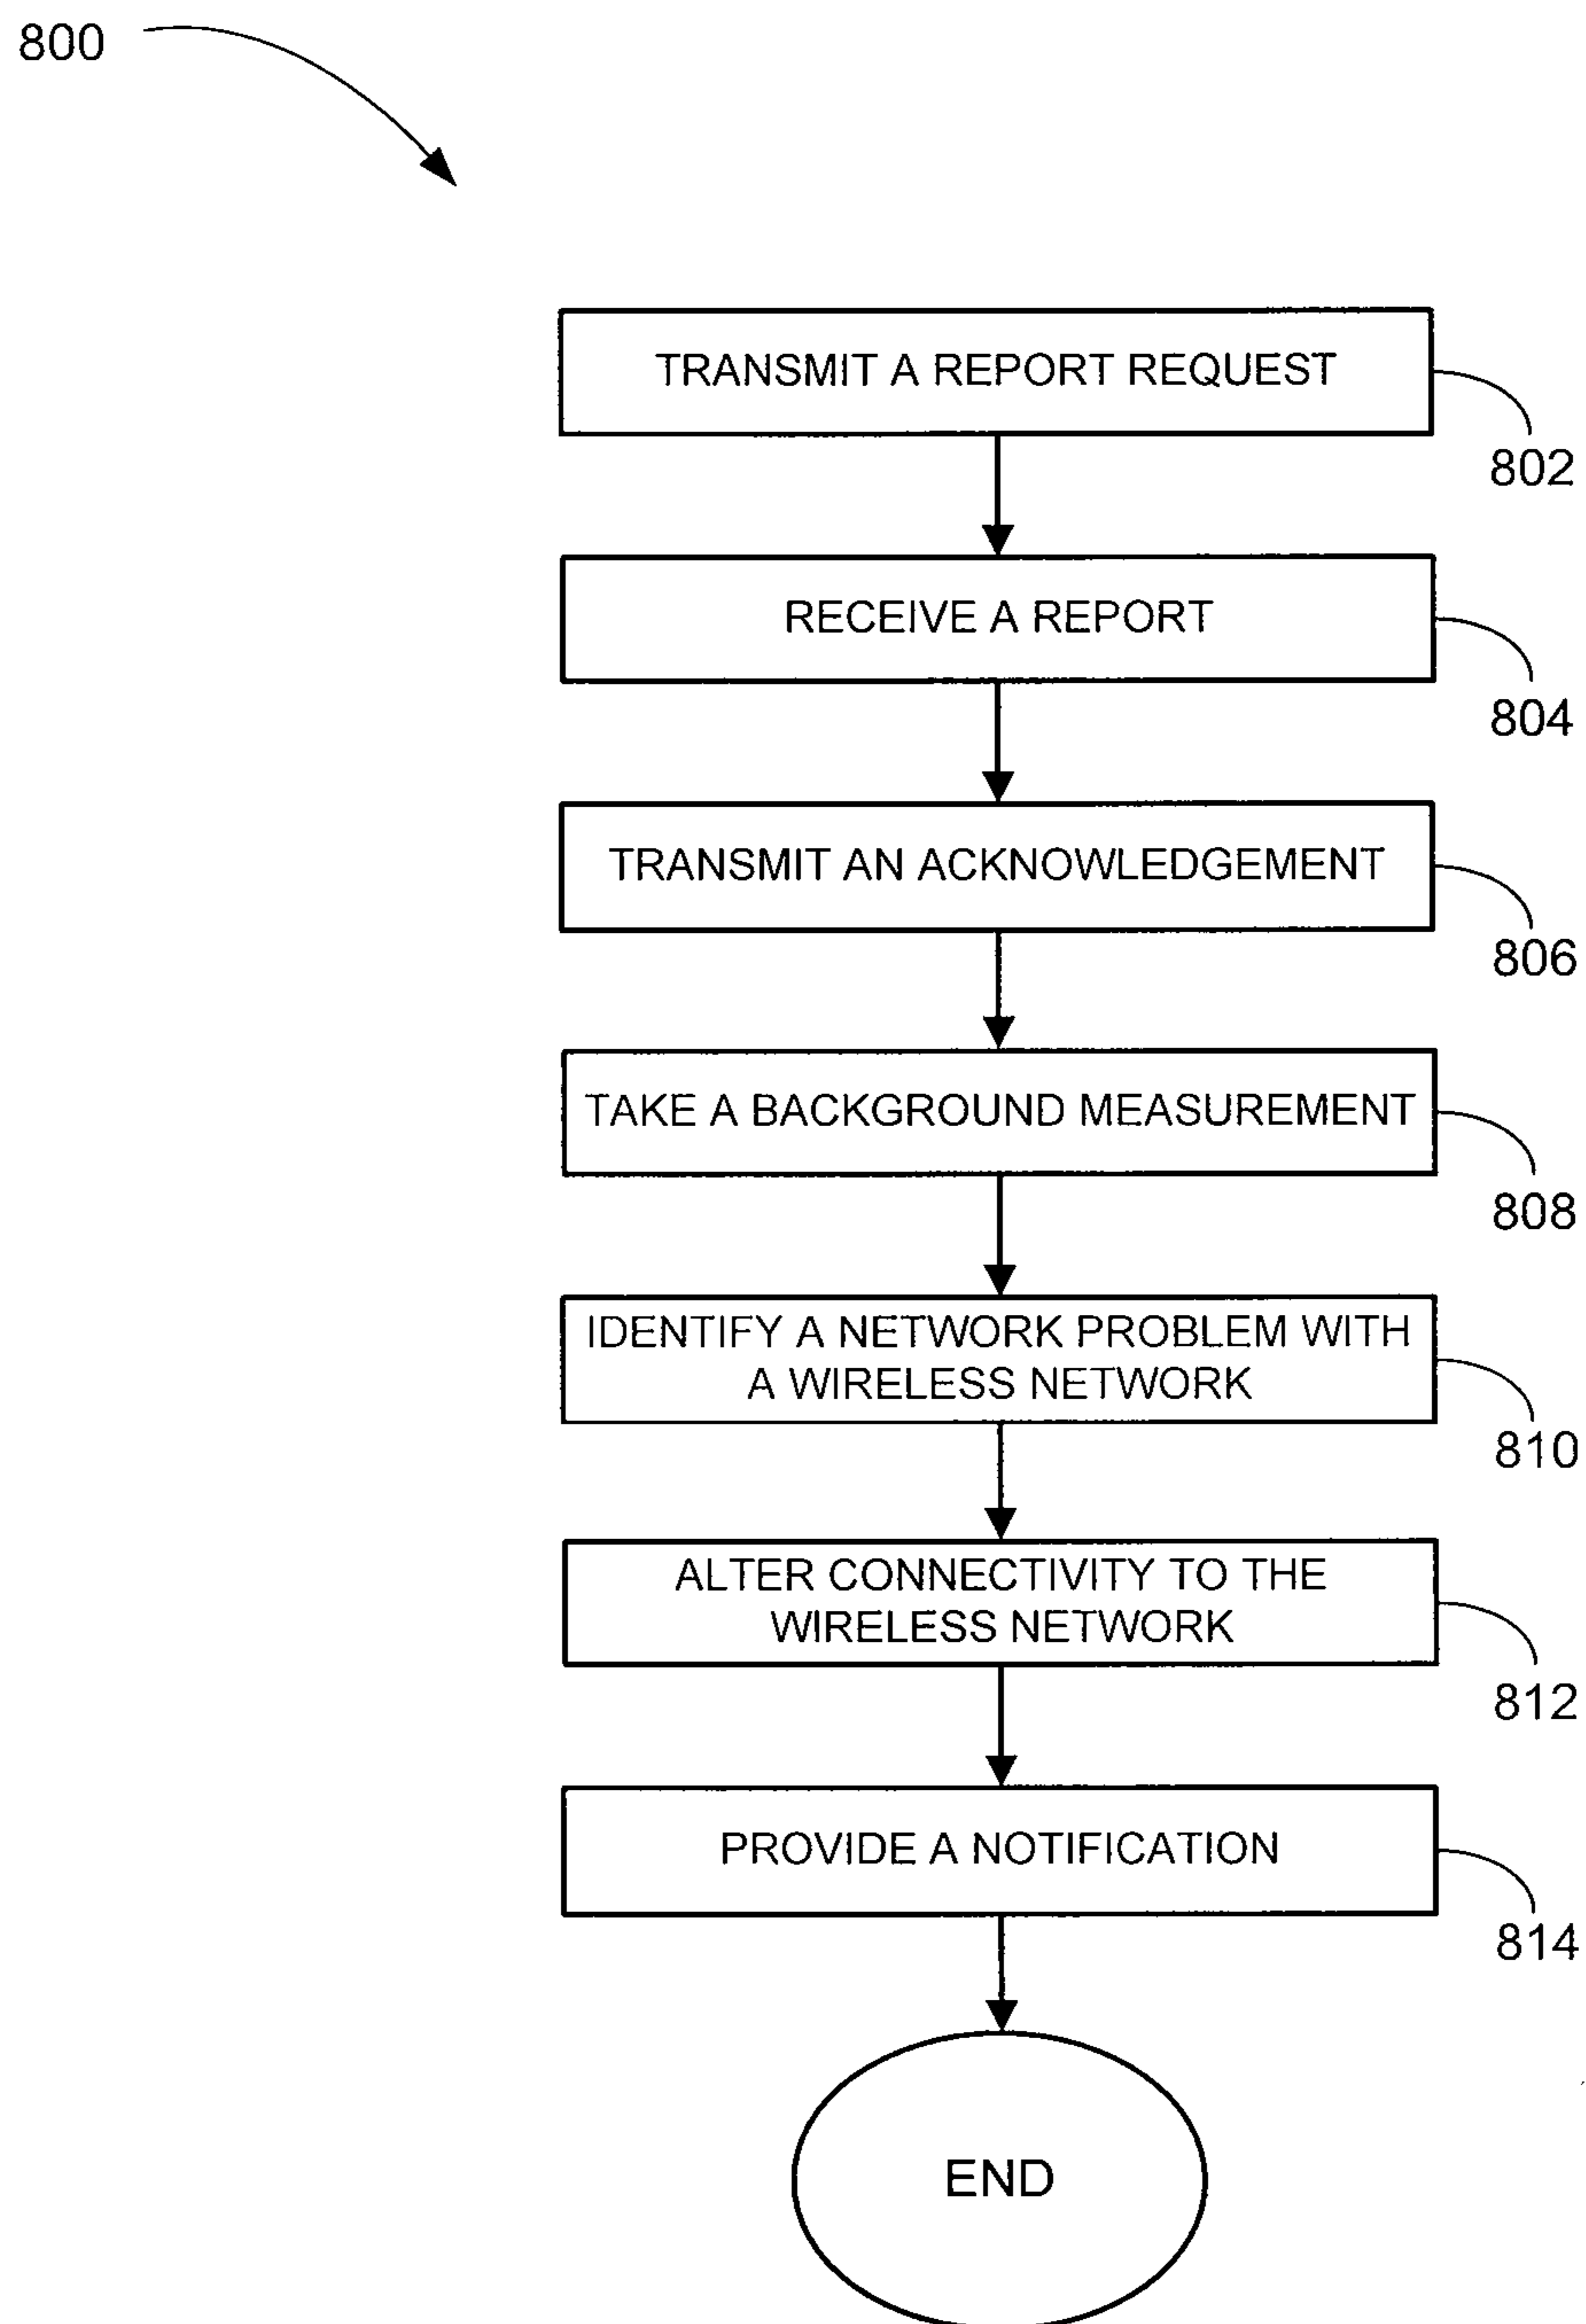 800
TRANSMIT A REPORT REQUEST
802
RECEIVE A REPORT
804
TRANSMIT AN ACKNOWLEDGEMENT
806
TAKE A BACKGROUND MEASUREMENT
808
IDENTIFY A NETWORK PROBLEM WITH
A WIRELESS NETWORK
810
ALTER CONNECTIVITY TO THE
WIRELESS NETWORK
812
PROVIDE A NOTIFICATION
814
END